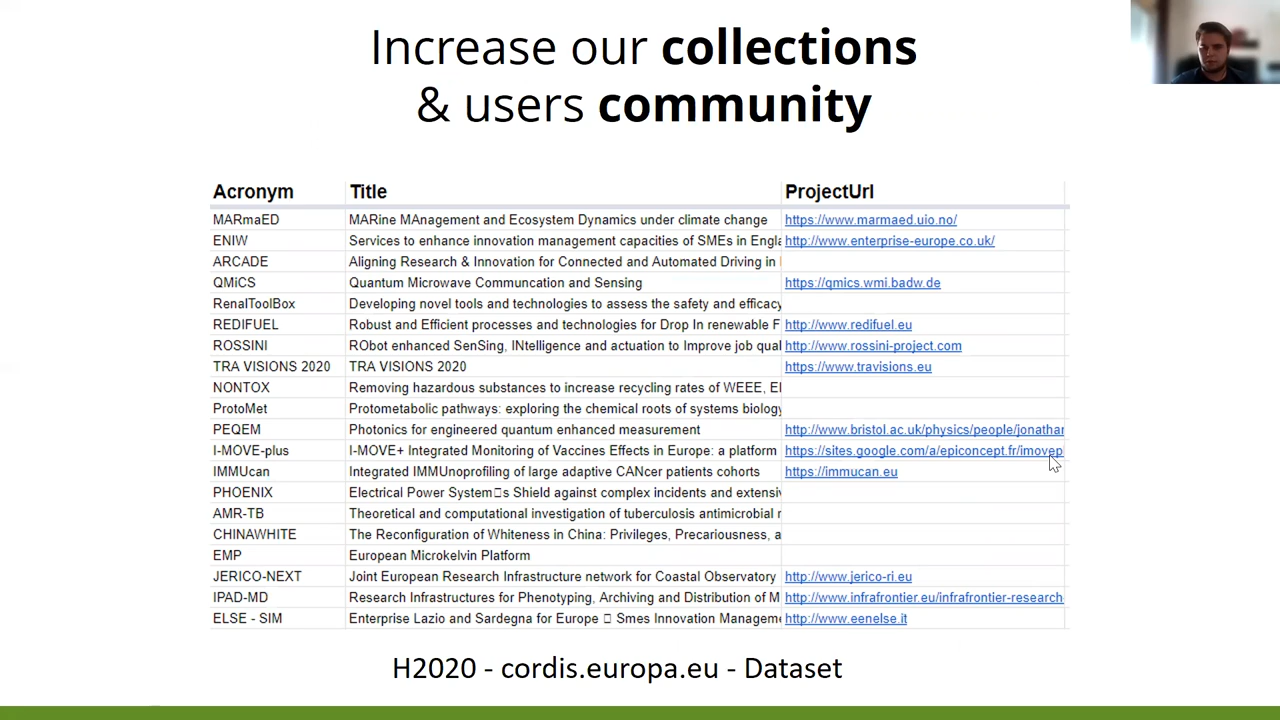 Increase our collections
& users community
Acronym Title ProjectUrl
MARmaED MARine MAnagement and Ecosystem Dynamics under climate change https://www.marmaed.uio.no/
ENIW Services to enhance innovation management capacities of SMEs in Engla http://www.enterprise-europe.co.uk/
ARCADE Aligning Research & Innovation for Connected and Automated Driving in
QMiCS Quantum Microwave Communcation and Sensing https://qmics.wmi.badw.de
RenalToolBox Developing novel tools and technologies to assess the safety and efficacy
REDIFUEL Robust and Efficient processes and technologies for Drop In renewable F http://www.redifuel.eu
ROSSINI RObot enhanced SenSing, INtelligence and actuation to Improve job qual http://www.rossini-project.com
TRA VISIONS 2020 TRA VISIONS 2020 https://www.travisions.eu
NONTOX Removing hazardous substances to increase recycling rates of WEEE, El
ProtoMet Protometabolic pathways: exploring the chemical roots of systems biology
PEQEM Photonics for engineered quantum enhanced measurement http://www.bristol.ac.uk/physics/people/jonathan
I-MOVE-plus I-MOVE+ Integrated Monitoring of Vaccines Effects in Europe: a platform https://sites.google.com/a/epiconcept.fr/imovep
IMMUcan Integrated IMMUnoprofiling of large adaptive CANcer patients cohorts https://immucan.eu
PHOENIX Electrical Power System□s Shield against complex incidents and extensiv
AMR-TB Theoretical and computational investigation of tuberculosis antimicrobial r
CHINAWHITE The Reconfiguration of Whiteness in China: Privileges, Precariousness, a
EMP European Microkelvin Platform
JERICO-NEXT Joint European Research Infrastructure network for Coastal Observatory http://www.jerico-ri.eu
IPAD-MD Research Infrastructures for Phenotyping, Archiving and Distribution of M http://www.infrafrontier.eu/infrafrontier-research
ELSE - SIM Enterprise Lazio and Sardegna for Europe □ Smes Innovation Manageme http://www.eenelse.it
H2020 - cordis.europa.eu - Dataset